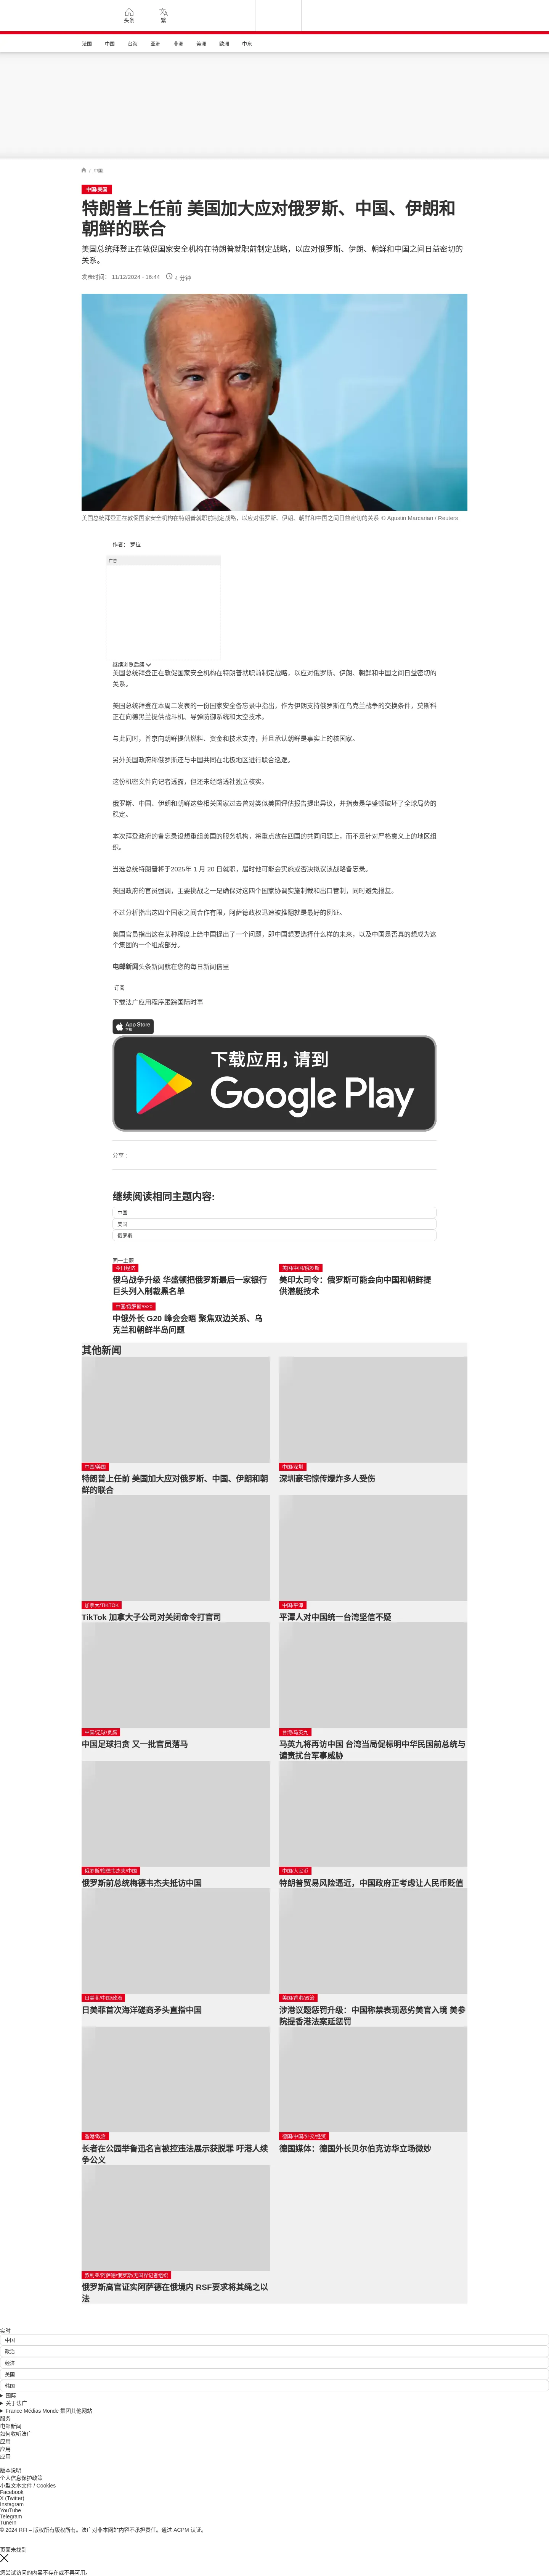 头条
繁
法国
中国
台海
亚洲
非洲
美洲
欧洲
中东
/ 中国
中国/美国
特朗普上任前 美国加大应对俄罗斯、中国、伊朗和
朝鲜的联合
美国总统拜登正在敦促国家安全机构在特朗普就职前制定战略，以应对俄罗斯、伊朗、朝鲜和中国之间日益密切的
关系。
发表时间： 11/12/2024 - 16:44
4 分钟
美国总统拜登正在敦促国家安全机构在特朗普就职前制定战略，以应对俄罗斯、伊朗、朝鲜和中国之间日益密切的关系 © Agustin Marcarian / Reuters
作者： 罗拉
广告
继续浏览后续
美国总统拜登正在敦促国家安全机构在特朗普就职前制定战略，以应对俄罗斯、伊朗、朝鲜和中国之间日益密切的
关系。
美国总统拜登在本周二发表的一份国家安全备忘录中指出，作为伊朗支持俄罗斯在乌克兰战争的交换条件，莫斯科
正在向德黑兰提供战斗机、导弹防御系统和太空技术。
与此同时，普京向朝鲜提供燃料、资金和技术支持，并且承认朝鲜是事实上的核国家。
另外美国政府称俄罗斯还与中国共同在北极地区进行联合巡逻。
这份机密文件向记者透露，但还未经路透社独立核实。
俄罗斯、中国、伊朗和朝鲜这些相关国家过去曾对类似美国评估报告提出异议，并指责是华盛顿破坏了全球局势的
稳定。
本次拜登政府的备忘录设想重组美国的服务机构，将重点放在四国的共同问题上，而不是针对严格意义上的地区组
织。
当选总统特朗普将于2025年 1 月 20 日就职，届时他可能会实施或否决拟议该战略备忘录。
美国政府的官员强调，主要挑战之一是确保对这四个国家协调实施制裁和出口管制，同时避免报复。
不过分析指出这四个国家之间合作有限，阿萨德政权迅速被推翻就是最好的例证。
美国官员指出这在某种程度上给中国提出了一个问题，即中国想要选择什么样的未来，以及中国是否真的想成为这
个集团的一个组成部分。
电邮新闻头条新闻就在您的每日新闻信里
订阅
下载法广应用程序跟踪国际时事
App Store
下载
下载应用，请到
Google Play
分享 :
继续阅读相同主题内容:
中国
美国
俄罗斯
同一主题
今日经济
俄乌战争升级 华盛顿把俄罗斯最后一家银行
巨头列入制裁黑名单
美国/中国/俄罗斯
美印太司令：俄罗斯可能会向中国和朝鲜提
供潜艇技术
中国/俄罗斯/G20
中俄外长 G20 峰会会晤 聚焦双边关系、乌
克兰和朝鲜半岛问题
其他新闻
中国/美国
特朗普上任前 美国加大应对俄罗斯、中国、伊朗和朝
鲜的联合
中国/深圳
深圳豪宅惊传爆炸多人受伤
加拿大/TIKTOK
TikTok 加拿大子公司对关闭命令打官司
中国/平潭
平潭人对中国统一台湾坚信不疑
中国/足球/贪腐
中国足球扫贪 又一批官员落马
台湾/马英九
马英九将再访中国 台湾当局促标明中华民国前总统与
谴责扰台军事威胁
俄罗斯/梅德韦杰夫/中国
俄罗斯前总统梅德韦杰夫抵访中国
中国/人民币
特朗普贸易风险逼近，中国政府正考虑让人民币贬值
日美菲/中国/政治
日美菲首次海洋磋商矛头直指中国
美国/香港/政治
涉港议题惩罚升级：中国称禁表现恶劣美官入境 美参
院提香港法案延惩罚
香港/政治
长者在公园举鲁迅名言被控违法展示获脱罪 吁港人续
争公义
德国/中国/外交/经贸
德国媒体：德国外长贝尔伯克访华立场微妙
叙利亚/阿萨德/俄罗斯/无国界记者组织
俄罗斯高官证实阿萨德在俄境内 RSF要求将其绳之以
法
实时
中国
政治
经济
美国
韩国
国际
关于法广
France Médias Monde 集团其他网站
服务
电邮新闻
如何收听法广
应用
应用
应用
版本说明
个人信息保护政策
小型文本文件 / Cookies
Facebook
X (Twitter)
Instagram
YouTube
Telegram
TuneIn
© 2024 RFI – 版权所有版权所有。法广对非本网站内容不承担责任。通过 ACPM 认证。
页面未找到
您尝试访问的内容不存在或不再可用。